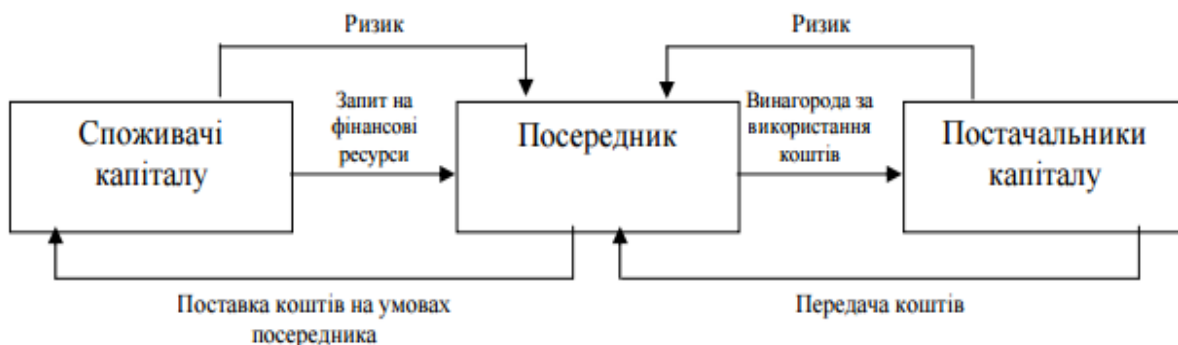 Ризик
Ризик
Споживачі
капіталу
Запит на
фінансові
ресурси
Посередник
Винагорода за
використання
коштів
Постачальники
капіталу
Поставка коштів на умовах
посередника
Передача коштів